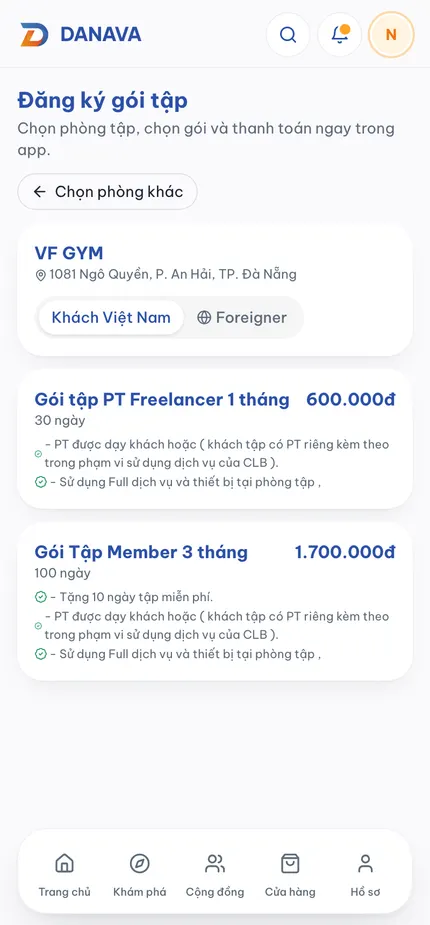 DANAVA
N
Đăng ký gói tập
Chọn phòng tập, chọn gói và thanh toán ngay trong
app.
Chọn phòng khác
VF GYM
1081 Ngô Quyền, P. An Hải, TP. Đà Nẵng
Khách Việt Nam Foreigner
Gói tập PT Freelancer 1 tháng 600.000đ
30 ngày
- PT được dạy khách hoặc ( khách tập có PT riêng kèm theo
trong phạm vi sử dụng dịch vụ của CLB ).
- Sử dụng Full dịch vụ và thiết bị tại phòng tập ,
Gói Tập Member 3 tháng 1.700.000đ
100 ngày
- Tặng 10 ngày tập miễn phí.
- PT được dạy khách hoặc ( khách tập có PT riêng kèm theo
trong phạm vi sử dụng dịch vụ của CLB ).
- Sử dụng Full dịch vụ và thiết bị tại phòng tập ,
Trang chủ Khám phá Cộng đồng Cửa hàng Hồ sơ